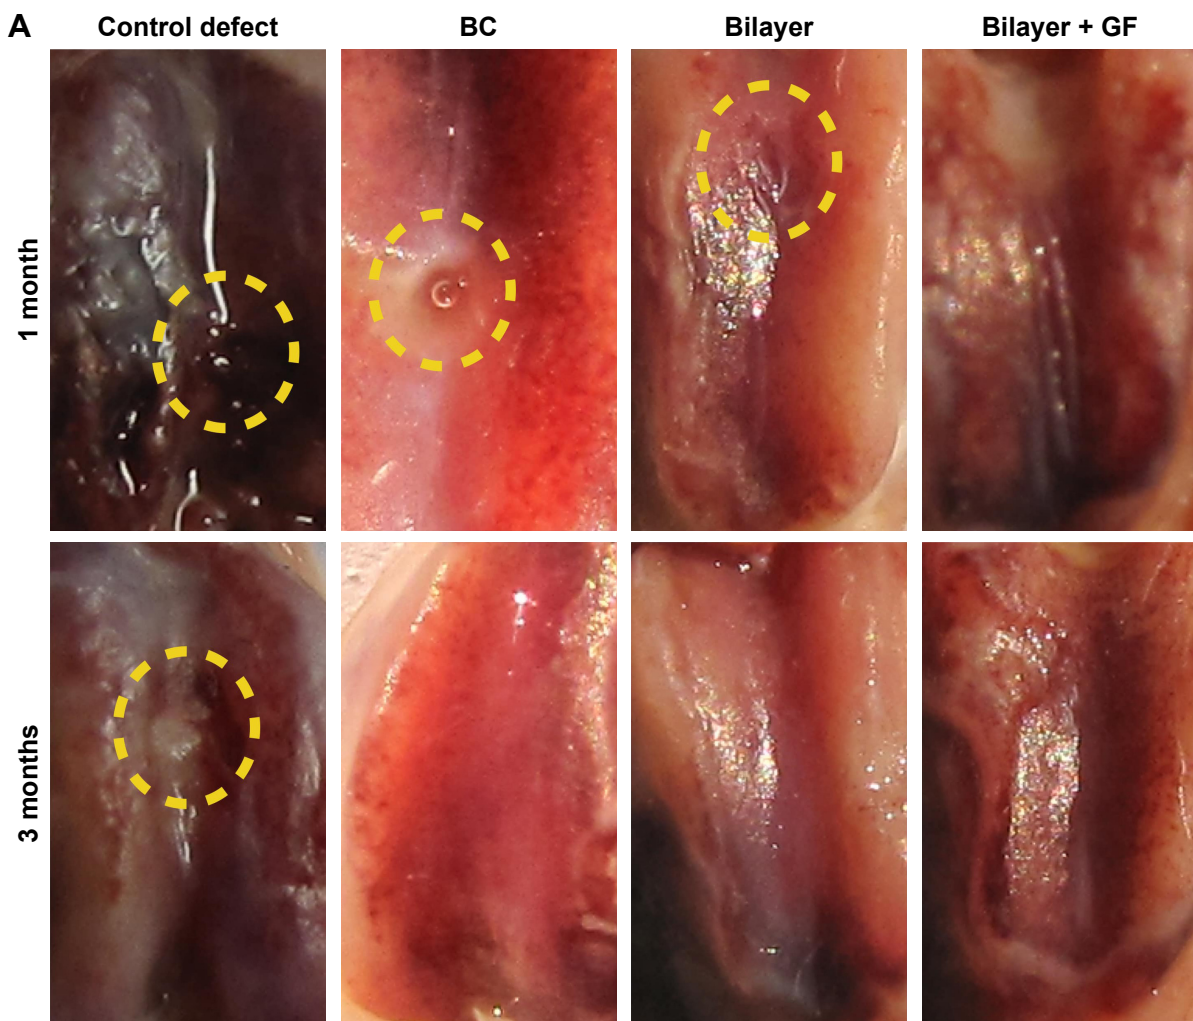 A
Control defect
BC
Bilayer
Bilayer + GF
1 month
3 months